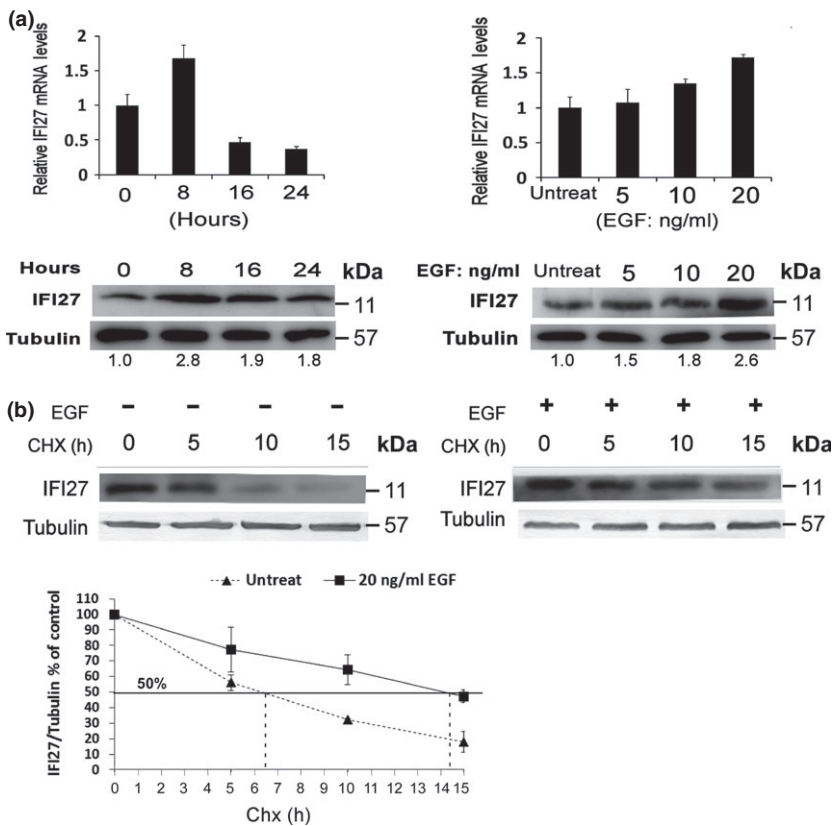 (a)
Relative IFI27 mRNA levels
2
1.5
1
0.5
0
0 8 16 24
(Hours)
Relative IFI27 mRNA levels
2
1.5
1
0.5
0
Untreat 5 10 20
(EGF: ng/ml)
Hours 0 8 16 24 kDa
IFI27 11
Tubulin 57
1.0 2.8 1.9 1.8
EGF: ng/ml Untreat 5 10 20 kDa
IFI27 11
Tubulin 57
1.0 1.5 1.8 2.6
(b)
EGF − − − −
CHX (h) 0 5 10 15 kDa
IFI27 11
Tubulin 57
EGF + + + +
CHX (h) 0 5 10 15 kDa
IFI27 11
Tubulin 57
Untreat 20 ng/ml EGF
IFI27/Tubulin % of control
110
100
90
80
70
60
50
40
30
20
10
0
50%
0 1 2 3 4 5 6 7 8 9 10 11 12 13 14 15
Chx (h)